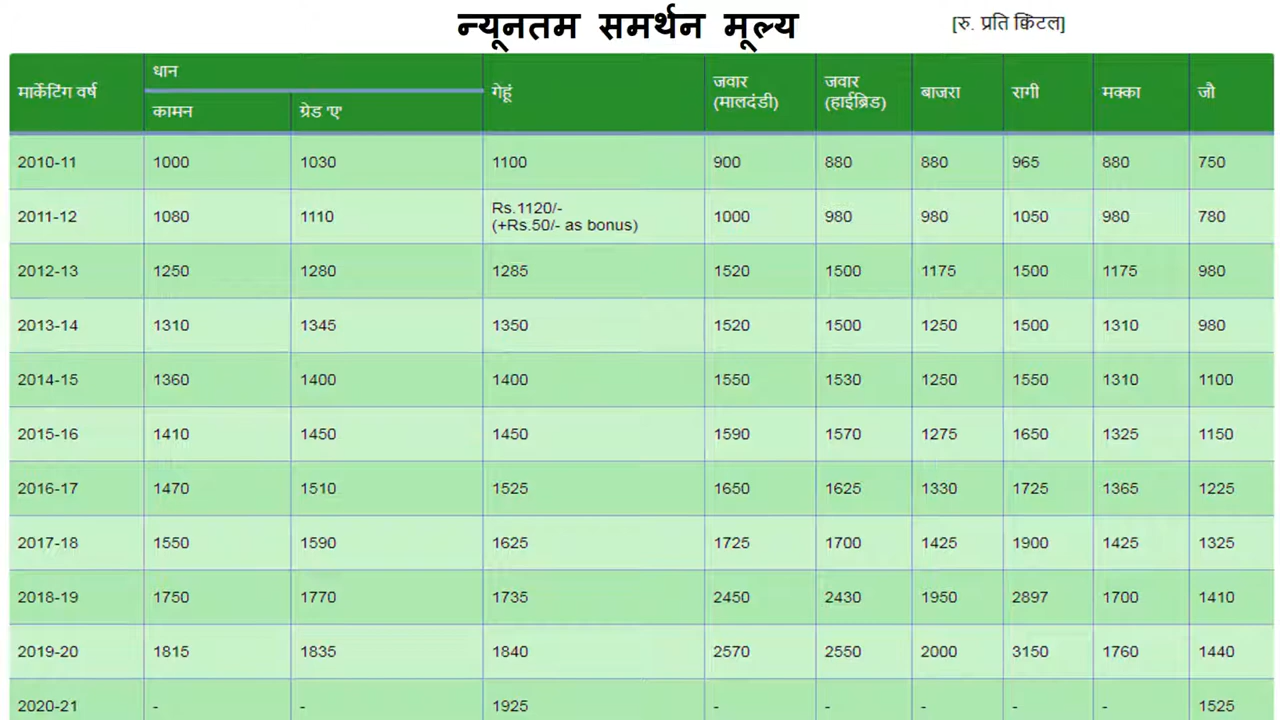 न्यूनतम समर्थन मूल्य [रु. प्रति क्विंटल]
मार्केटिंग वर्ष धान गेहूं जवार (मालदंडी) जवार (हाईब्रिड) बाजरा रागी मक्का जौ
कामन ग्रेड 'ए'
2010-11 1000 1030 1100 900 880 880 965 880 750
2011-12 1080 1110 Rs.1120/- (+Rs.50/- as bonus) 1000 980 980 1050 980 780
2012-13 1250 1280 1285 1520 1500 1175 1500 1175 980
2013-14 1310 1345 1350 1520 1500 1250 1500 1310 980
2014-15 1360 1400 1400 1550 1530 1250 1550 1310 1100
2015-16 1410 1450 1450 1590 1570 1275 1650 1325 1150
2016-17 1470 1510 1525 1650 1625 1330 1725 1365 1225
2017-18 1550 1590 1625 1725 1700 1425 1900 1425 1325
2018-19 1750 1770 1735 2450 2430 1950 2897 1700 1410
2019-20 1815 1835 1840 2570 2550 2000 3150 1760 1440
2020-21 - - 1925 - - - - - 1525